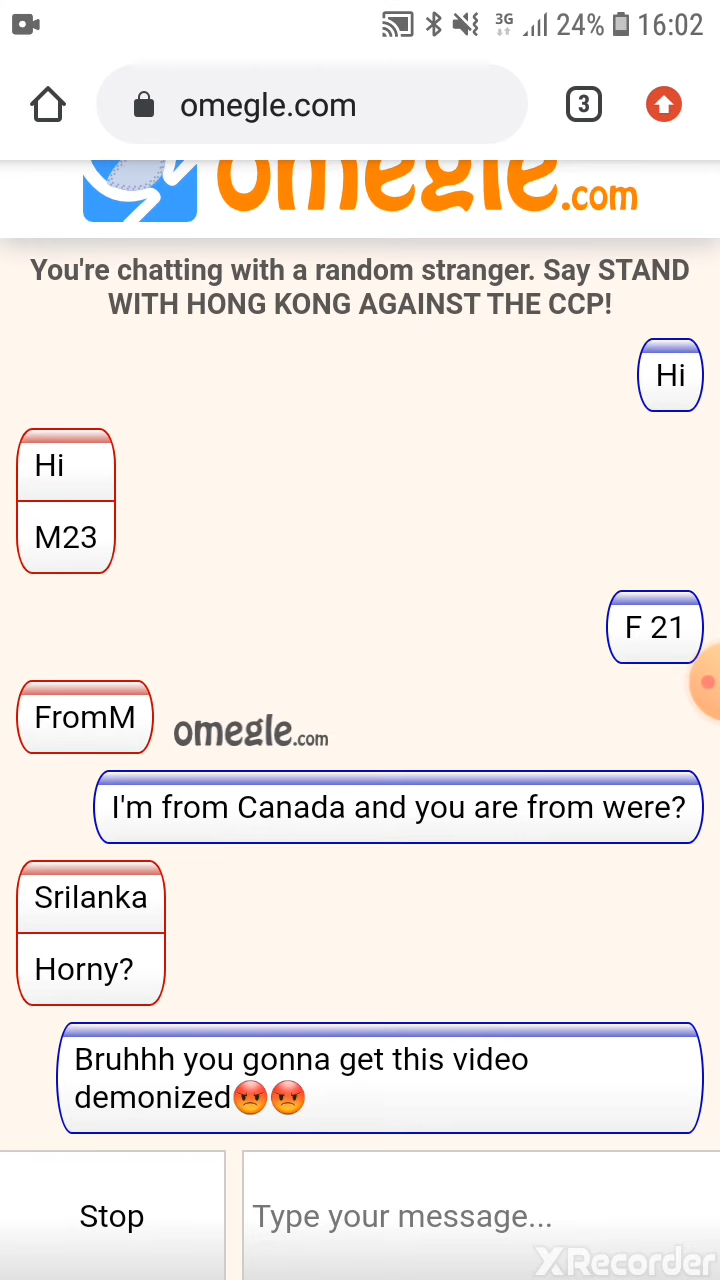 3G 24% 16:02
omegle.com 3
omegle.com
You're chatting with a random stranger. Say STAND
WITH HONG KONG AGAINST THE CCP!
Hi
Hi
M23
F 21
FromM
omegle.com
I'm from Canada and you are from were?
Srilanka
Horny?
Bruhhh you gonna get this video
demonized😡😡
Stop Type your message...
XRecorder